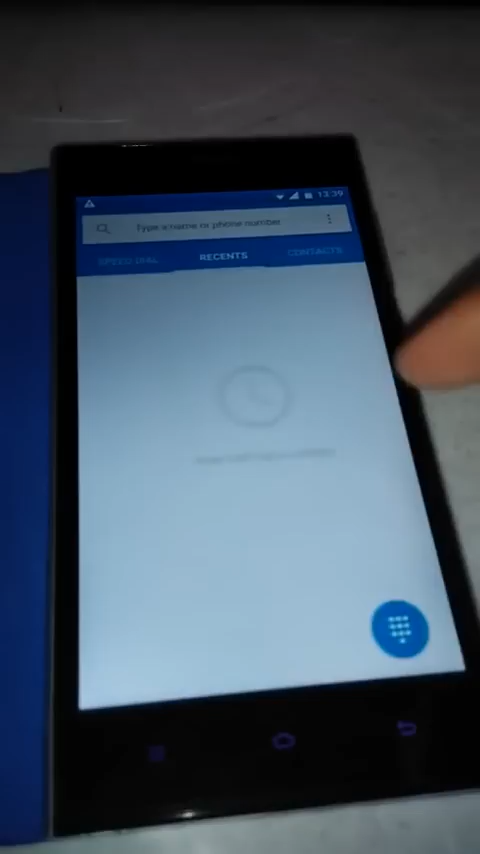 13:39
Type a name or phone number
SPEED DIAL
RECENTS
CONTACTS